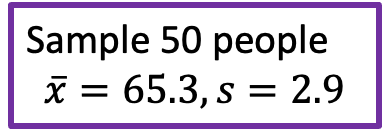 Sample 50 people
x̄ = 65.3, s = 2.9